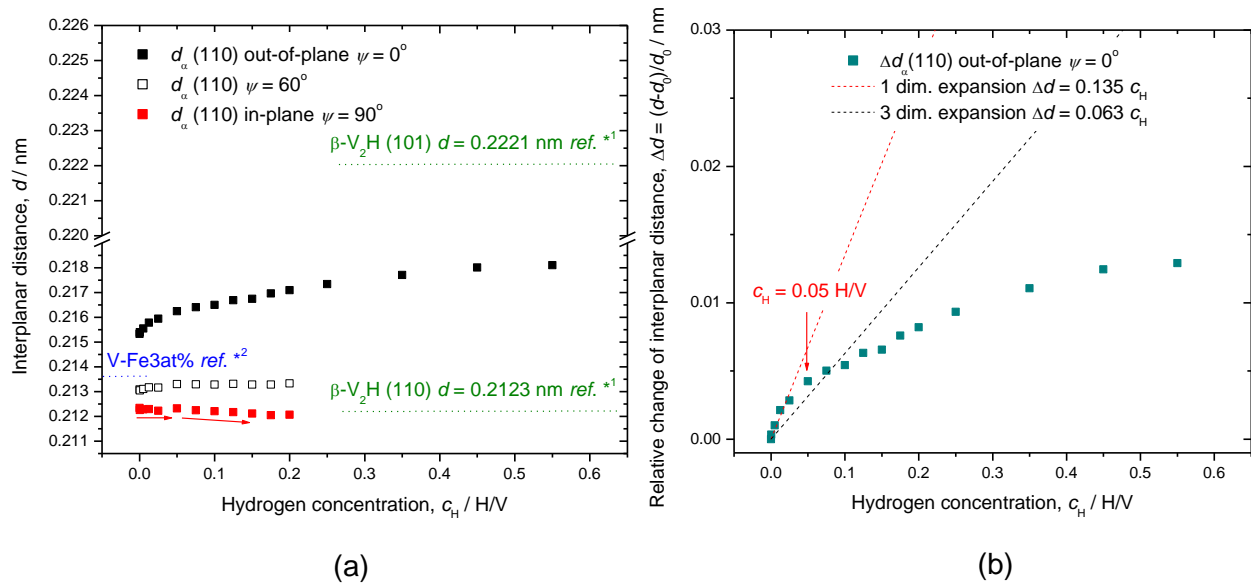 0.226
0.225
0.224
0.223
0.222
0.221
0.220
0.218
0.217
0.216
0.215
0.214
0.213
0.212
0.211
Interplanar distance, d / nm
dα (110) out-of-plane ψ = 0°
dα (110) ψ = 60°
dα (110) in-plane ψ = 90°
β-V2H (101) d = 0.2221 nm ref. *1
V-Fe3at% ref. *2
β-V2H (110) d = 0.2123 nm ref. *1
0.0 0.1 0.2 0.3 0.4 0.5 0.6
Hydrogen concentration, cH / H/V
(a)
0.03
0.02
0.01
0.00
Relative change of interplanar distance, Δd = (d-d0)/d0 / nm
Δdα(110) out-of-plane ψ = 0°
1 dim. expansion Δd = 0.135 cH
3 dim. expansion Δd = 0.063 cH
cH = 0.05 H/V
0.0 0.1 0.2 0.3 0.4 0.5 0.6
Hydrogen concentration, cH / H/V
(b)